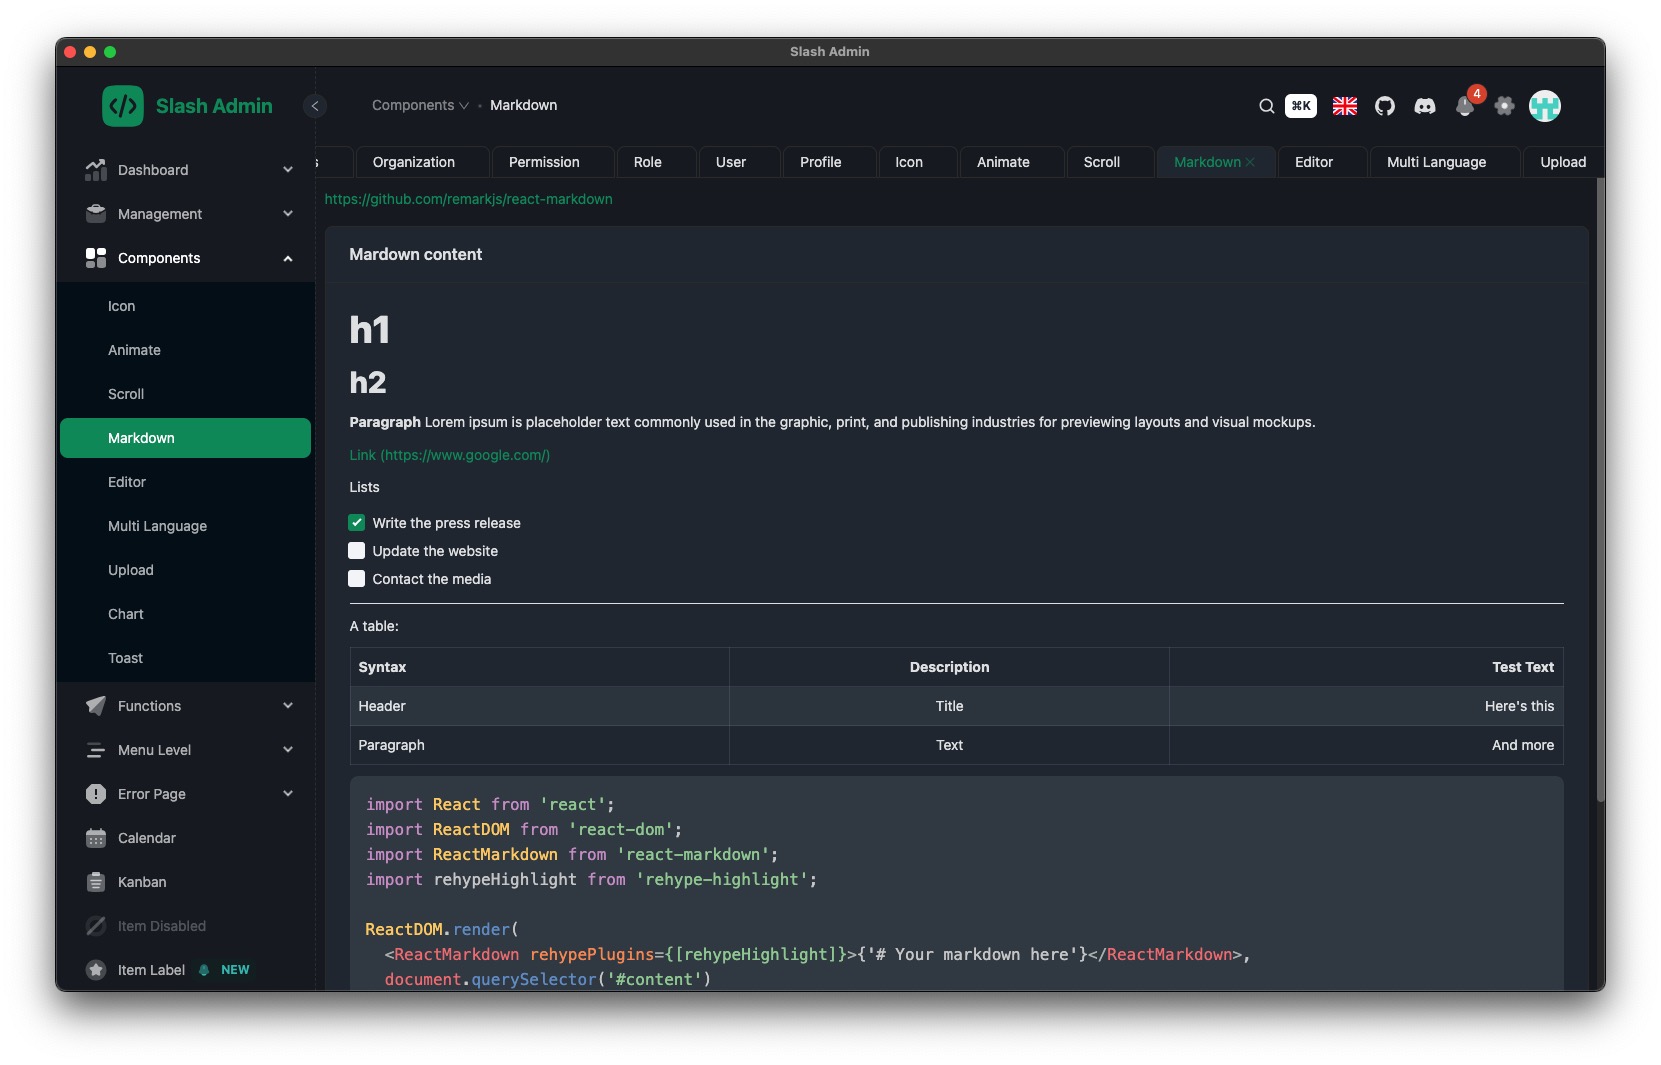 Slash Admin
Slash Admin
Components
Markdown
⌘K
4
Dashboard
Management
Components
Icon
Animate
Scroll
Markdown
Editor
Multi Language
Upload
Chart
Toast
Functions
Menu Level
Error Page
Calendar
Kanban
Item Disabled
Item Label NEW
s Organization Permission Role User Profile Icon Animate Scroll Markdown Editor Multi Language Upload
https://github.com/remarkjs/react-markdown
Mardown content
h1
h2
Paragraph Lorem ipsum is placeholder text commonly used in the graphic, print, and publishing industries for previewing layouts and visual mockups.
Link (https://www.google.com/)
Lists
Write the press release
Update the website
Contact the media
A table:
Syntax Description Test Text
Header Title Here's this
Paragraph Text And more
import React from 'react';
import ReactDOM from 'react-dom';
import ReactMarkdown from 'react-markdown';
import rehypeHighlight from 'rehype-highlight';
ReactDOM.render(
<ReactMarkdown rehypePlugins={[rehypeHighlight]}>{'# Your markdown here'}</ReactMarkdown>,
document.querySelector('#content')